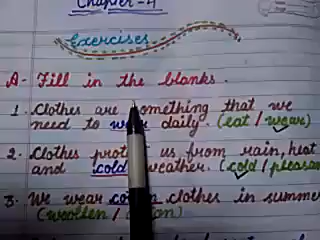 Chapter-4
Exercises
A- Fill in the blanks.
1. Clothes are something that we
need to wear daily. (eat / wear)
2. Clothes protect us from rain, heat
and cold weather. (cold /
3. We wear cotton clothes in summer
(woollen / cotton)